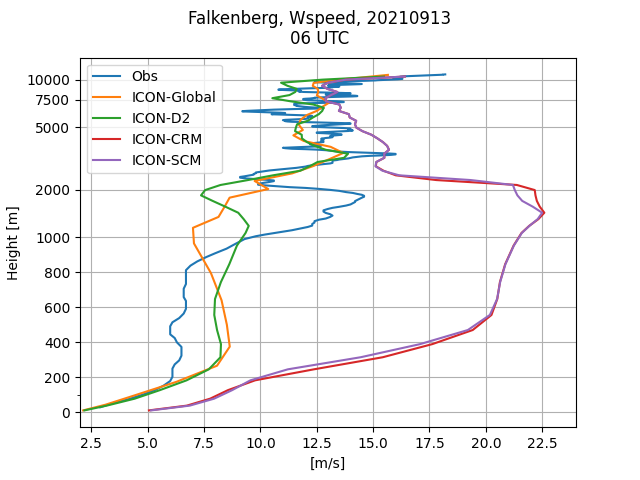 Falkenberg, Wspeed, 20210913
06 UTC
Obs
ICON-Global
ICON-D2
ICON-CRM
ICON-SCM
Height [m]
10000
7500
5000
2000
1000
800
600
400
200
0
2.5 5.0 7.5 10.0 12.5 15.0 17.5 20.0 22.5
[m/s]